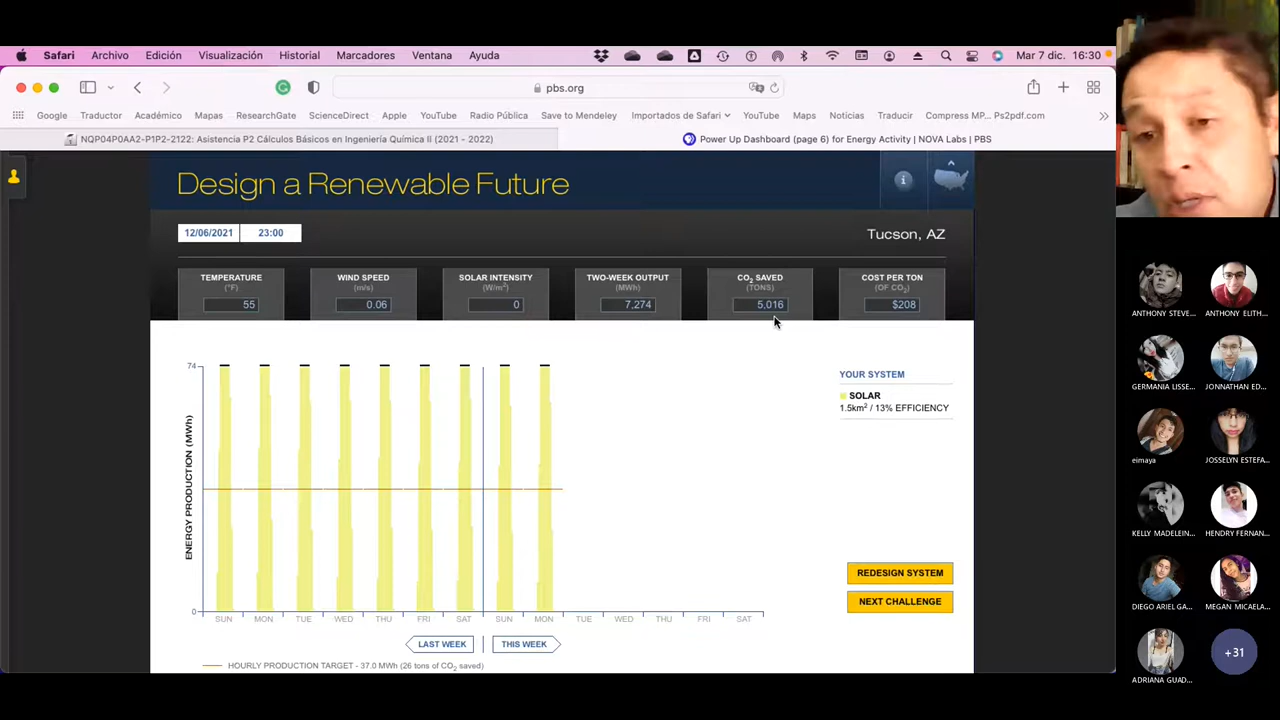 Safari Archivo Edición Visualización Historial Marcadores Ventana Ayuda Mar 7 dic. 16:30
pbs.org
Google Traductor Académico Mapas ResearchGate ScienceDirect Apple YouTube Radio Pública Save to Mendeley Importados de Safari YouTube Maps Noticias Traducir Compress MP... Ps2pdf.com
NQP04P0AA2-P1P2-2122: Asistencia P2 Cálculos Básicos en Ingeniería Química II (2021 - 2022)
Power Up Dashboard (page 6) for Energy Activity | NOVA Labs | PBS
Design a Renewable Future
12/06/2021 23:00
Tucson, AZ
TEMPERATURE WIND SPEED SOLAR INTENSITY TWO-WEEK OUTPUT CO2 SAVED COST PER TON
(°F) (m/s) (W/m²) (MWh) (TONS) (OF CO2)
55 0.06 0 7,274 5,016 $208
74
ENERGY PRODUCTION (MWh)
0
SUN MON TUE WED THU FRI SAT SUN MON TUE WED THU FRI SAT
YOUR SYSTEM
SOLAR
1.5km² / 13% EFFICIENCY
REDESIGN SYSTEM
NEXT CHALLENGE
LAST WEEK THIS WEEK
HOURLY PRODUCTION TARGET - 37.0 MWh (26 tons of CO2 saved)
ANTHONY STEVE... ANTHONY ELITH...
GERMANIA LISSE... JONNATHAN ED...
eimaya JOSSELYN ESTEFA...
KELLY MADELEIN... HENDRY FERNAN...
DIEGO ARIEL GA... MEGAN MICAELA...
ADRIANA GUAD... +31